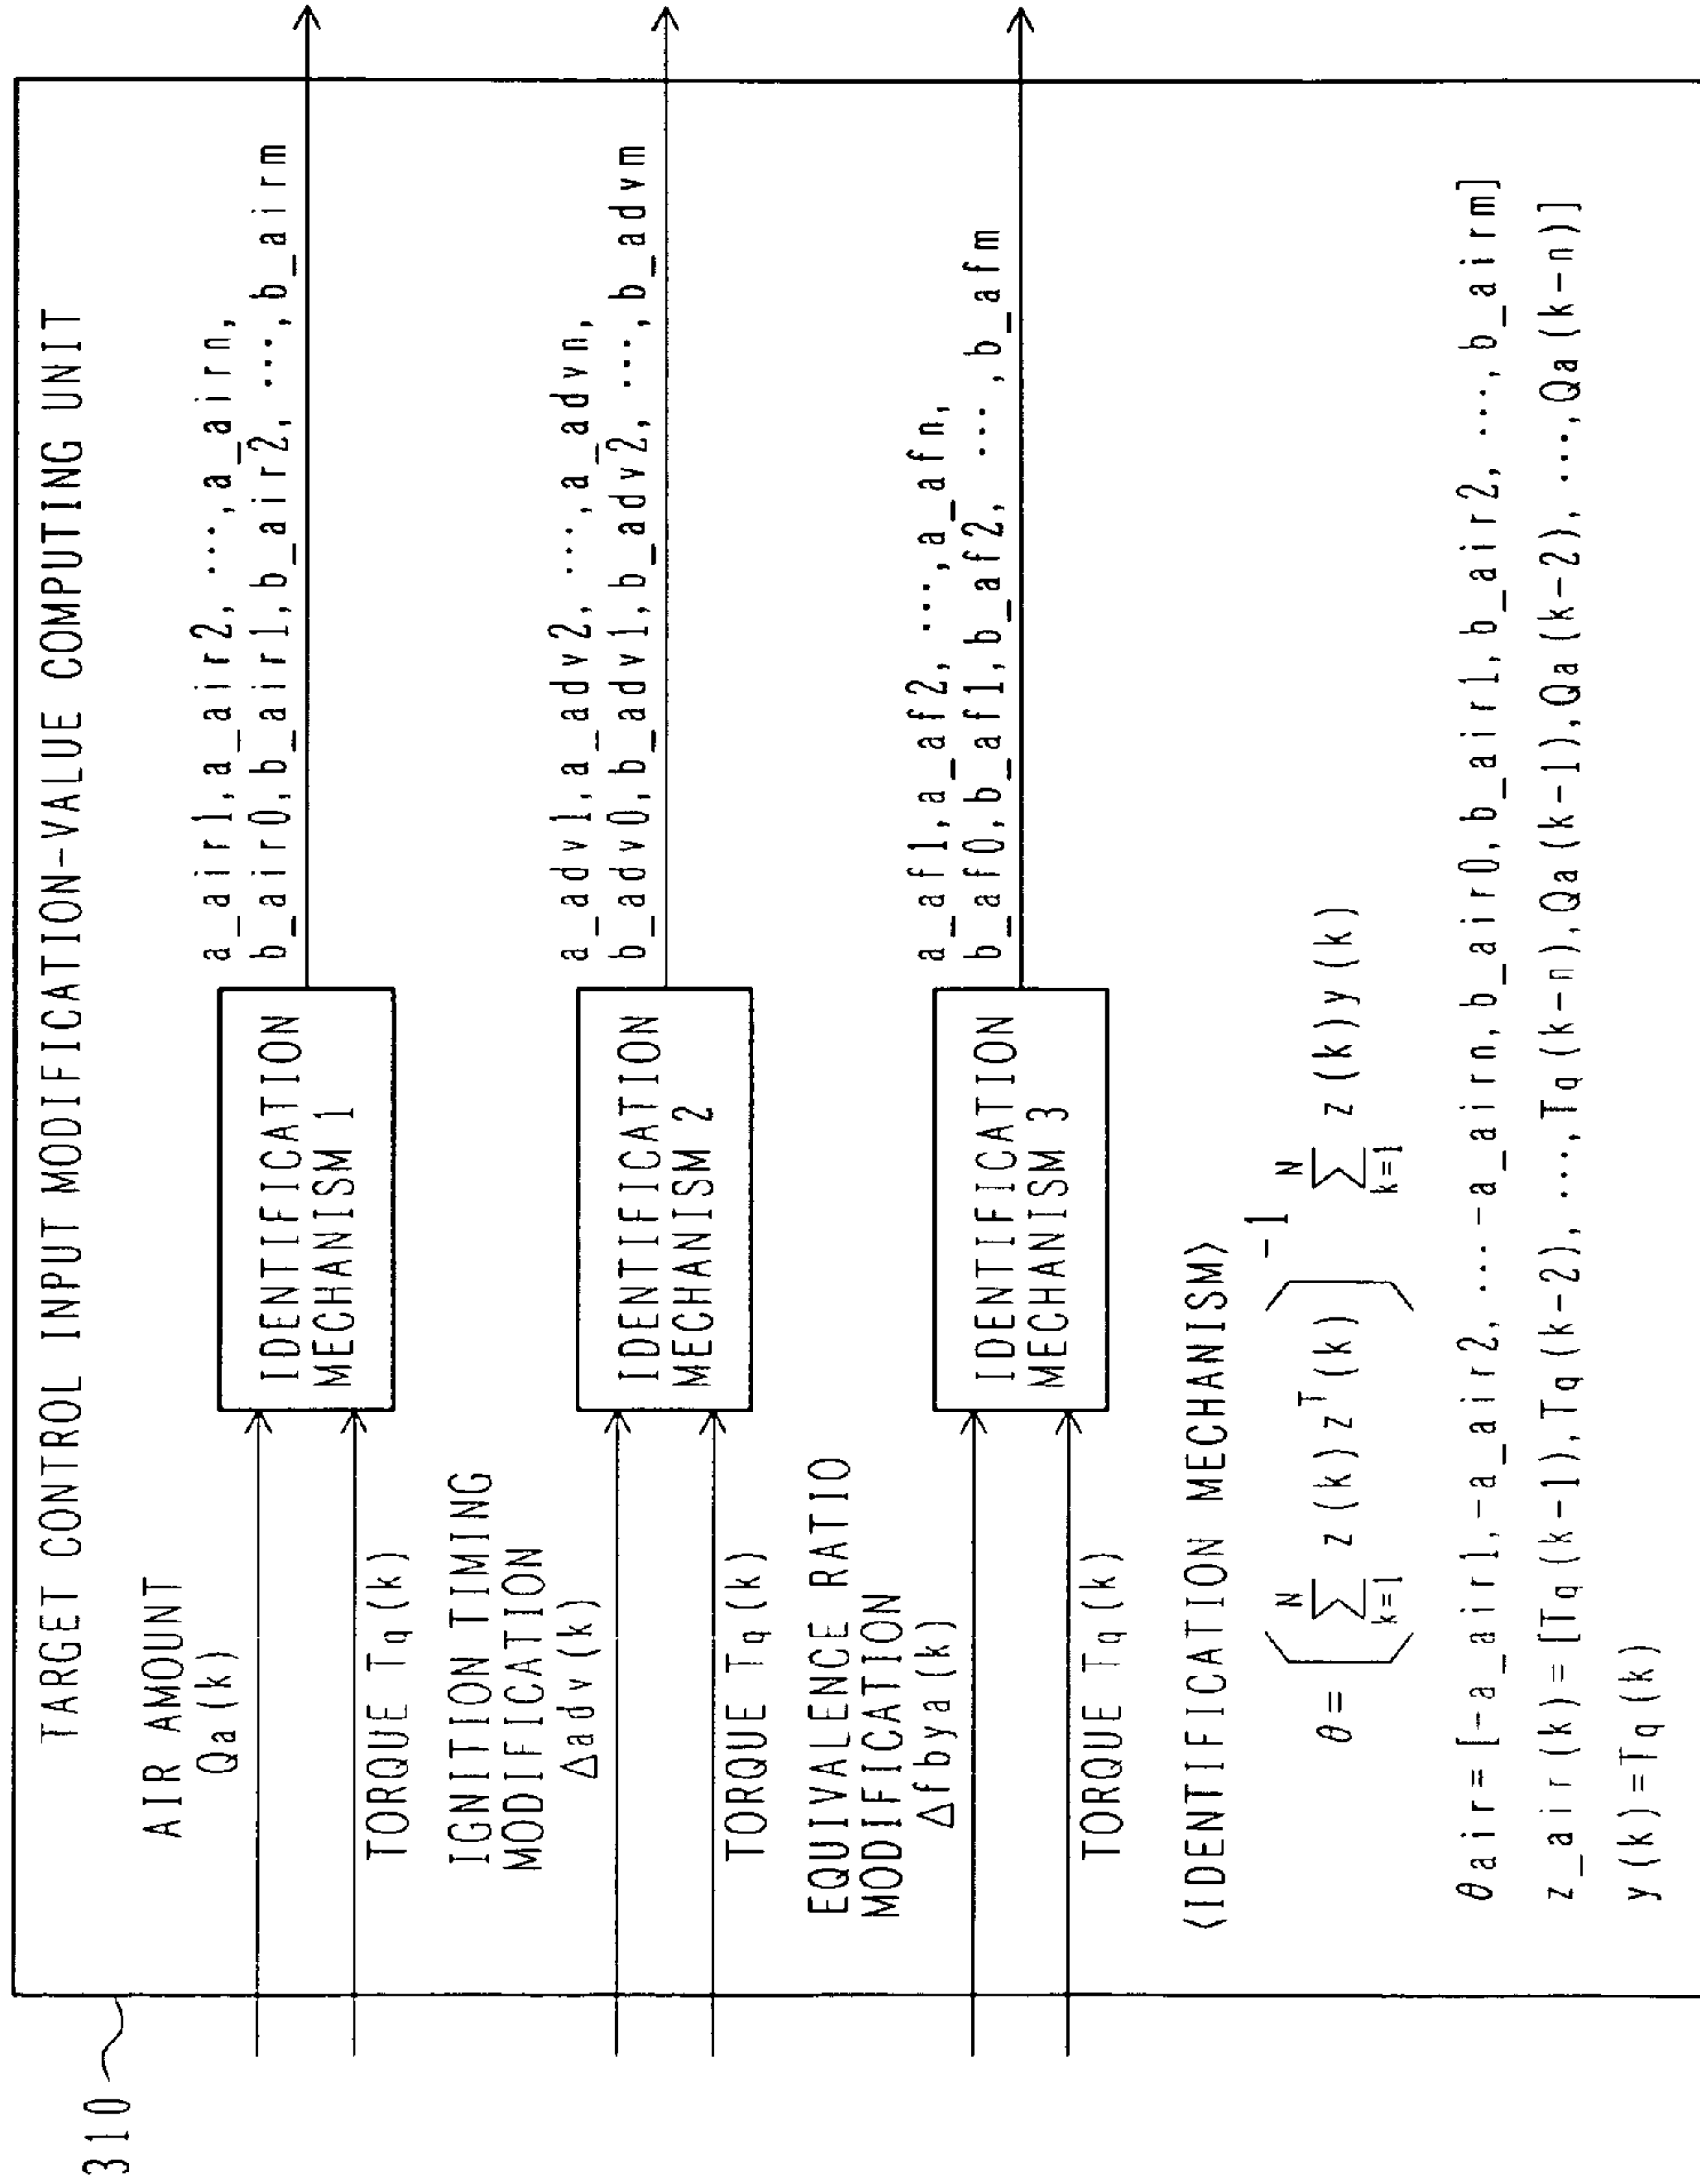 310
TARGET CONTROL INPUT MODIFICATION-VALUE COMPUTING UNIT
AIR AMOUNT
Qa(k)
TORQUE Tq(k)
IDENTIFICATION
MECHANISM 1
a_air1,a_air2, ···,a_airn,
b_air0,b_air1,b_air2, ···,b_airm
IGNITION TIMING
MODIFICATION
Δadv(k)
TORQUE Tq(k)
IDENTIFICATION
MECHANISM 2
a_adv1,a_adv2, ···,a_advn,
b_adv0,b_adv1,b_adv2, ···,b_advm
EQUIVALENCE RATIO
MODIFICATION
Δfbya(k)
TORQUE Tq(k)
IDENTIFICATION
MECHANISM 3
a_af1,a_af2, ···,a_afn,
b_af0,b_af1,b_af2, ···,b_afm
〈IDENTIFICATION MECHANISM〉
θ = ( N ∑ k=1 z(k)z^T(k) )^-1 N ∑ k=1 z(k)y(k)
θair=[-a_air1,-a_air2, ···-a_airn,b_air0,b_air1,b_air2, ···,b_airm]
z_air(k)=[Tq(k-1),Tq(k-2), ···,Tq(k-n),Qa(k-1),Qa(k-2), ···,Qa(k-n)]
y(k)=Tq(k)